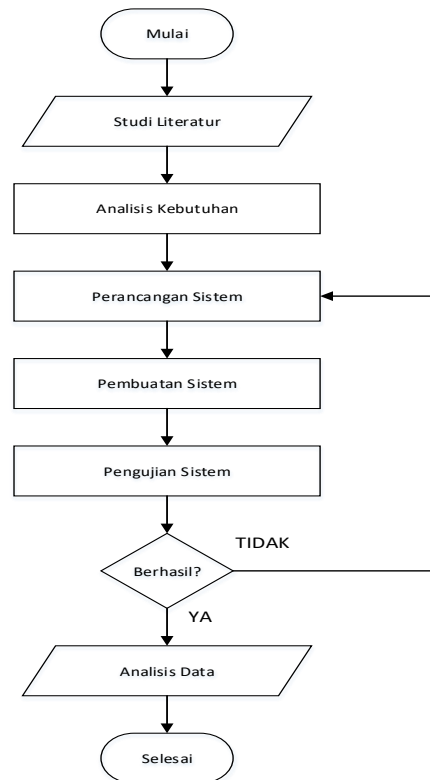 Mulai
Studi Literatur
Analisis Kebutuhan
Perancangan Sistem
Pembuatan Sistem
Pengujian Sistem
Berhasil?
TIDAK
YA
Analisis Data
Selesai